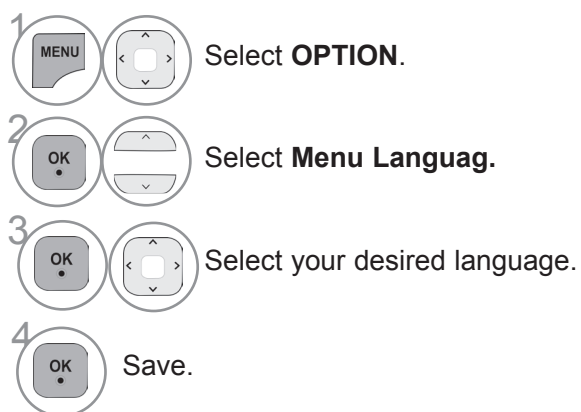 1 MENU Select OPTION.
2 OK Select Menu Languag.
3 OK Select your desired language.
4 OK Save.